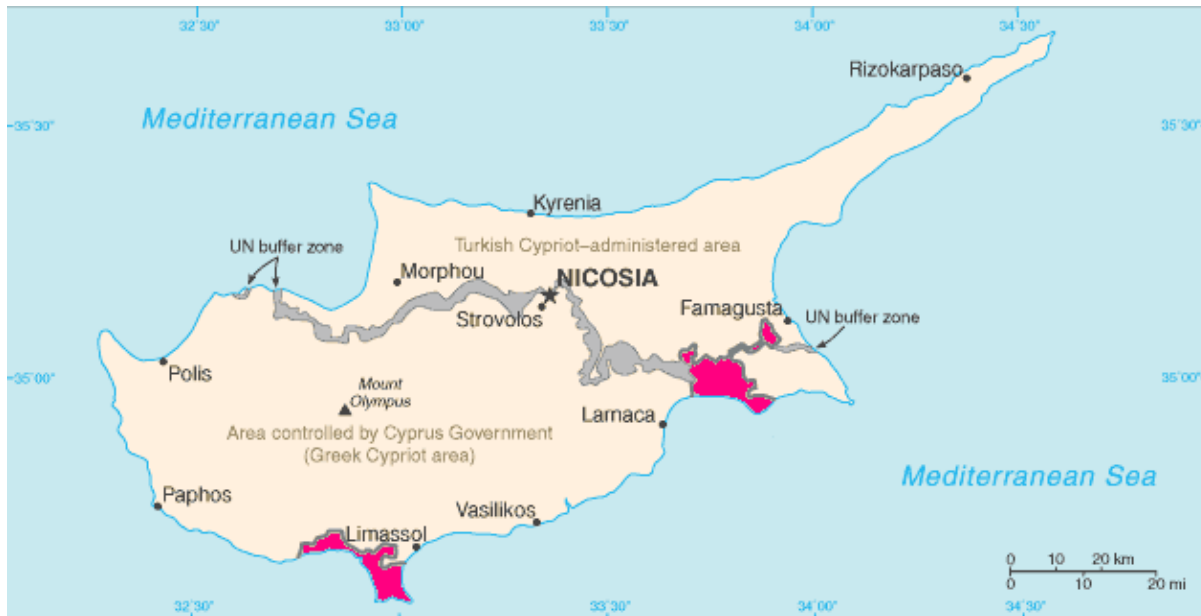 32°30"
33°00"
33°30"
34°00"
34°30"
Rizokarpaso
Mediterranean Sea
35°30"
35°30"
Kyrenia
Turkish Cypriot–administered area
UN buffer zone
Morphou
NICOSIA
Strovolos
Famagusta
UN buffer zone
Polis
35°00"
35°00"
Mount
Olympus
Larnaca
Area controlled by Cyprus Government
(Greek Cypriot area)
Mediterranean Sea
Paphos
Vasilikos
Limassol
0 10 20 km
0 10 20 mi
32°30"
33°30"
34°00"
34°30"